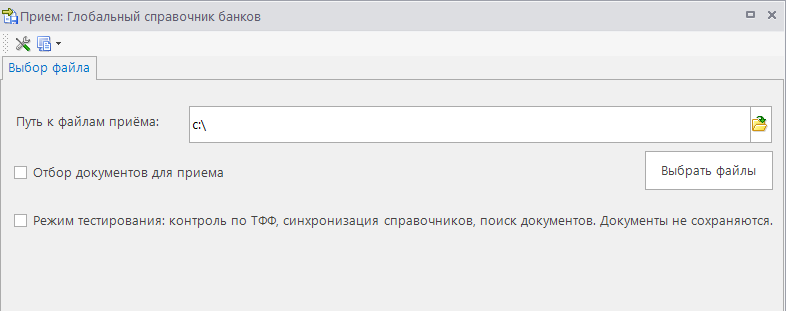 Прием: Глобальный справочник банков
Выбор файла
Путь к файлам приёма:
c:\
Отбор документов для приема
Выбрать файлы
Режим тестирования: контроль по ТФФ, синхронизация справочников, поиск документов. Документы не сохраняются.